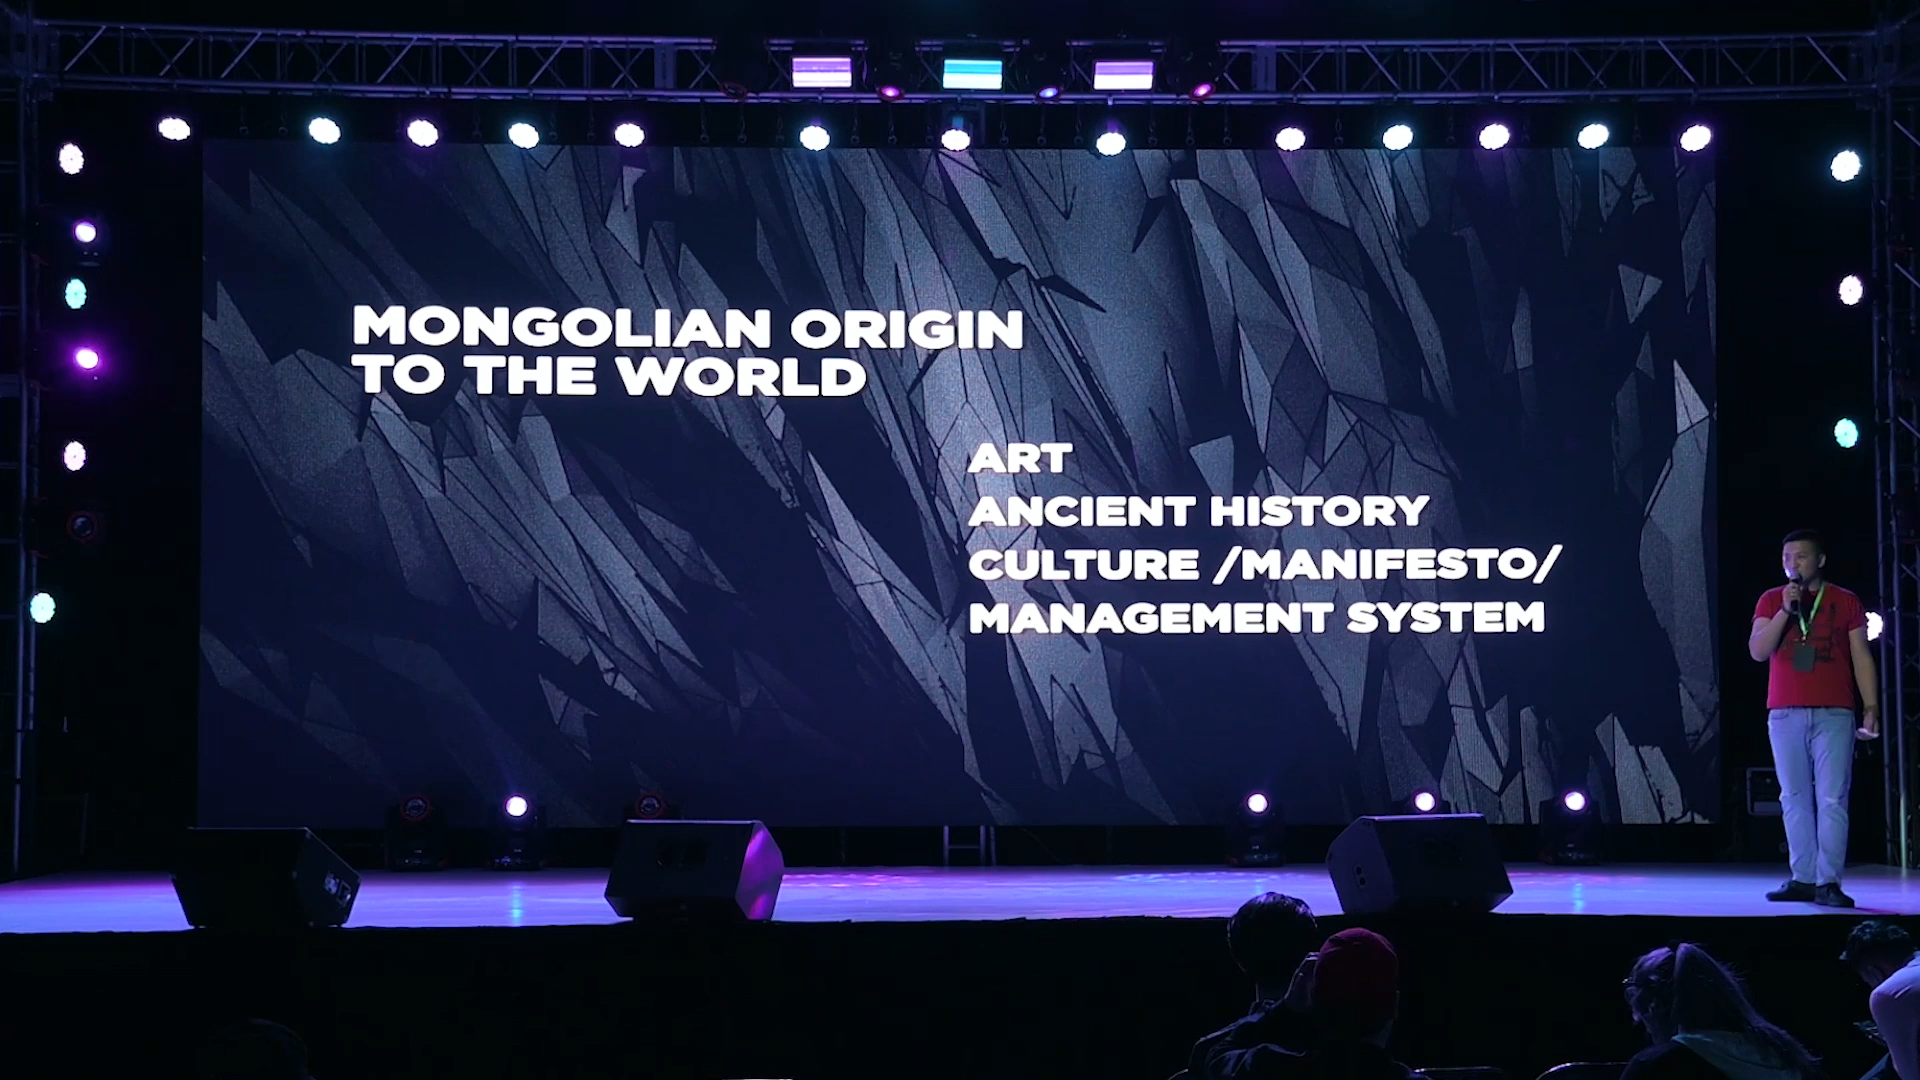 MONGOLIAN ORIGIN
TO THE WORLD
ART
ANCIENT HISTORY
CULTURE /MANIFESTO/
MANAGEMENT SYSTEM